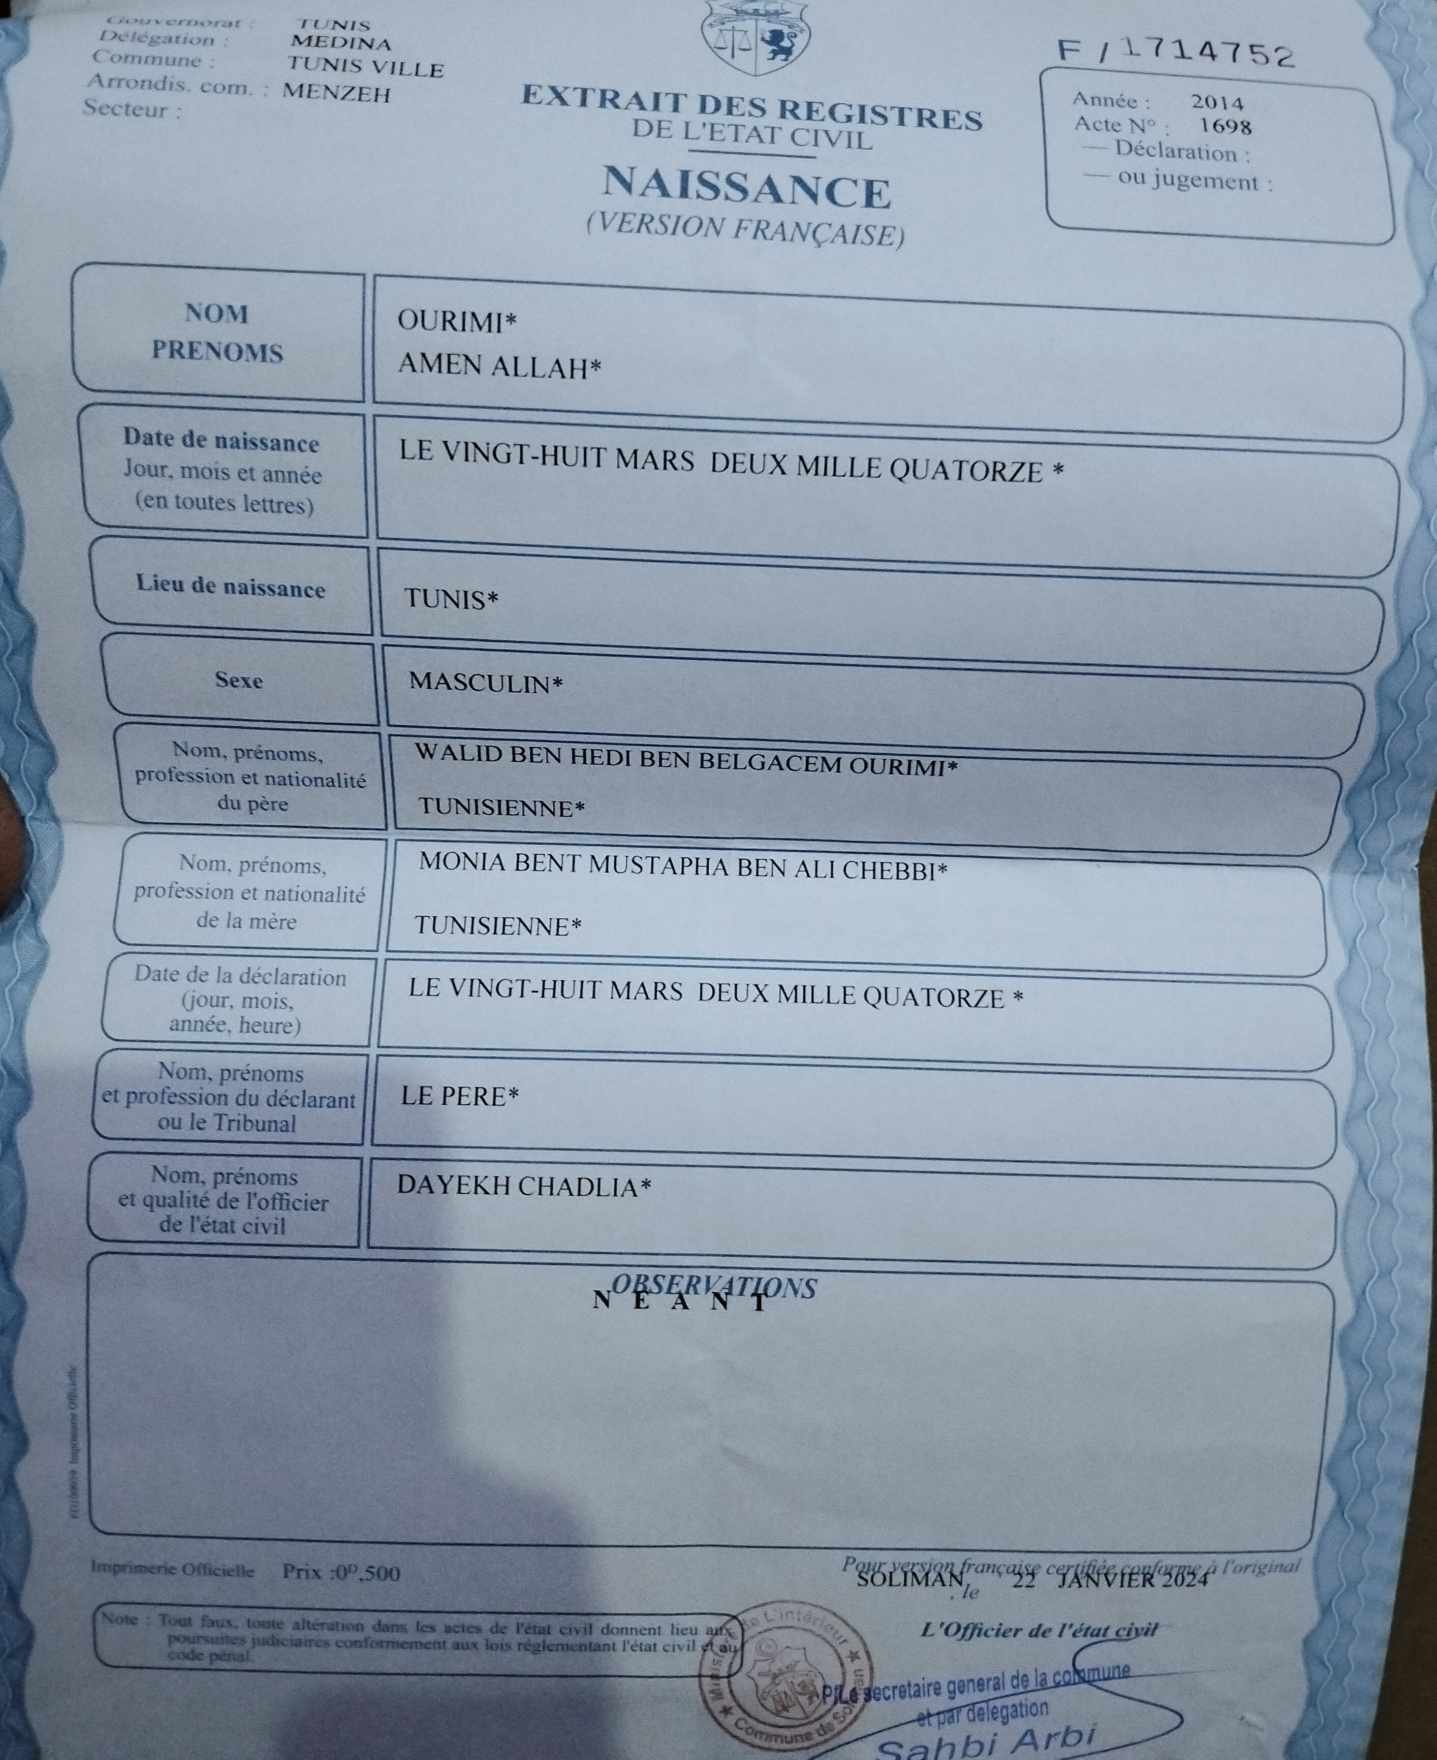 Gouvernorat : TUNIS
Délégation : MEDINA
Commune : TUNIS VILLE
Arrondis. com. : MENZEH
Secteur :
F / 1714752
Année : 2014
Acte N° : 1698
— Déclaration :
— ou jugement :
EXTRAIT DES REGISTRES
DE L'ETAT CIVIL
NAISSANCE
(VERSION FRANÇAISE)
NOM
PRENOMS
OURIMI*
AMEN ALLAH*
Date de naissance
Jour, mois et année
(en toutes lettres)
LE VINGT-HUIT MARS DEUX MILLE QUATORZE *
Lieu de naissance
TUNIS*
Sexe
MASCULIN*
Nom, prénoms,
profession et nationalité
du père
WALID BEN HEDI BEN BELGACEM OURIMI*
TUNISIENNE*
Nom, prénoms,
profession et nationalité
de la mère
MONIA BENT MUSTAPHA BEN ALI CHEBBI*
TUNISIENNE*
Date de la déclaration
(jour, mois,
année, heure)
LE VINGT-HUIT MARS DEUX MILLE QUATORZE *
Nom, prénoms
et profession du déclarant
ou le Tribunal
LE PERE*
Nom, prénoms
et qualité de l'officier
de l'état civil
DAYEKH CHADLIA*
OBSERVATIONS
N E A N T
Imprimerie Officielle
Imprimerie Officielle Prix :0ᴰ,500
Pour version française certifiée conforme à l'original
SOLIMAN, le 22 JANVIER 2024
Note : Tout faux, toute altération dans les actes de l'état civil donnent lieu aux
poursuites judiciaires conformement aux lois réglementant l'état civil et au
code pénal.
L'Officier de l'état civil
de L'intérieur
Commune de
P/Le secretaire general de la commune
et par delegation
Sahbi Arbi